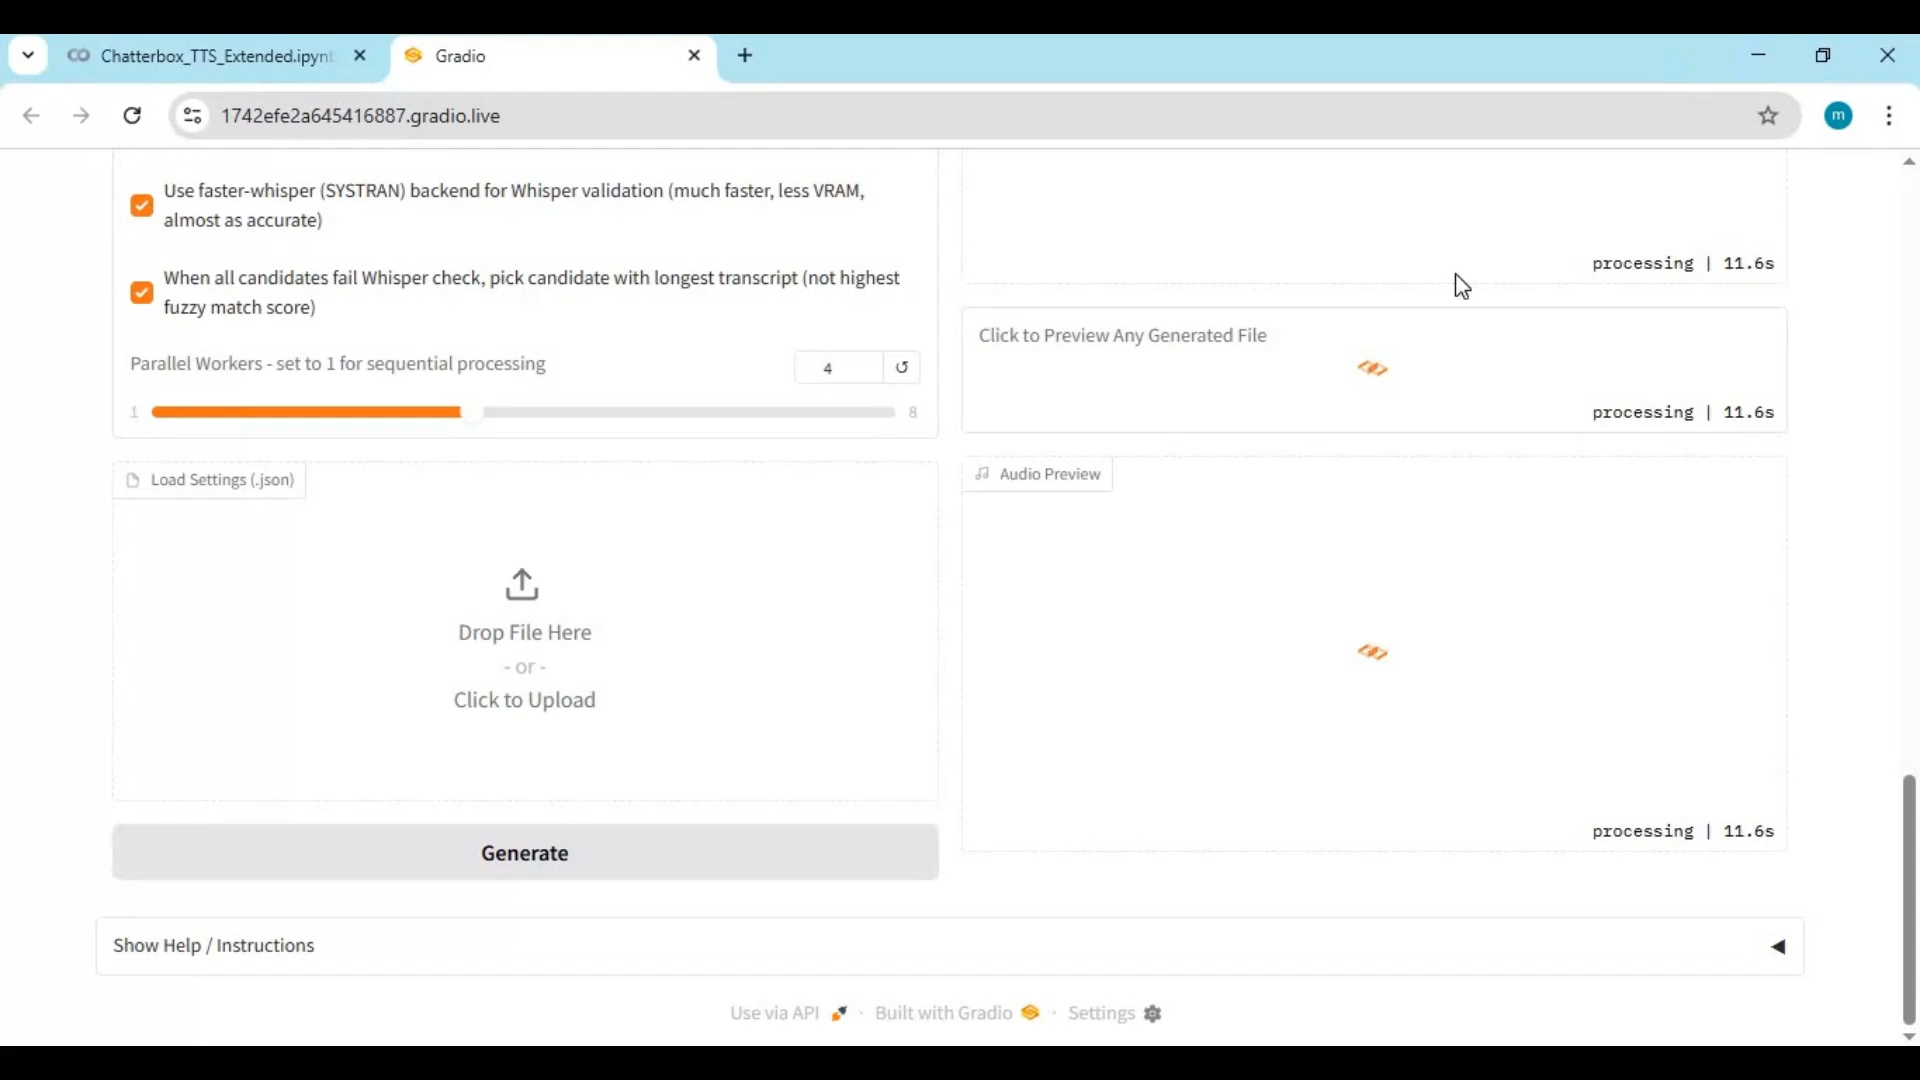 Chatterbox_TTS_Extended.ipyn
Gradio
1742efe2a645416887.gradio.live
m
Use faster-whisper (SYSTRAN) backend for Whisper validation (much faster, less VRAM,
almost as accurate)
When all candidates fail Whisper check, pick candidate with longest transcript (not highest
fuzzy match score)
Parallel Workers - set to 1 for sequential processing
4
1
8
Load Settings (.json)
Drop File Here
- or -
Click to Upload
Generate
processing | 11.6s
Click to Preview Any Generated File
processing | 11.6s
Audio Preview
processing | 11.6s
Show Help / Instructions
Use via API · Built with Gradio · Settings